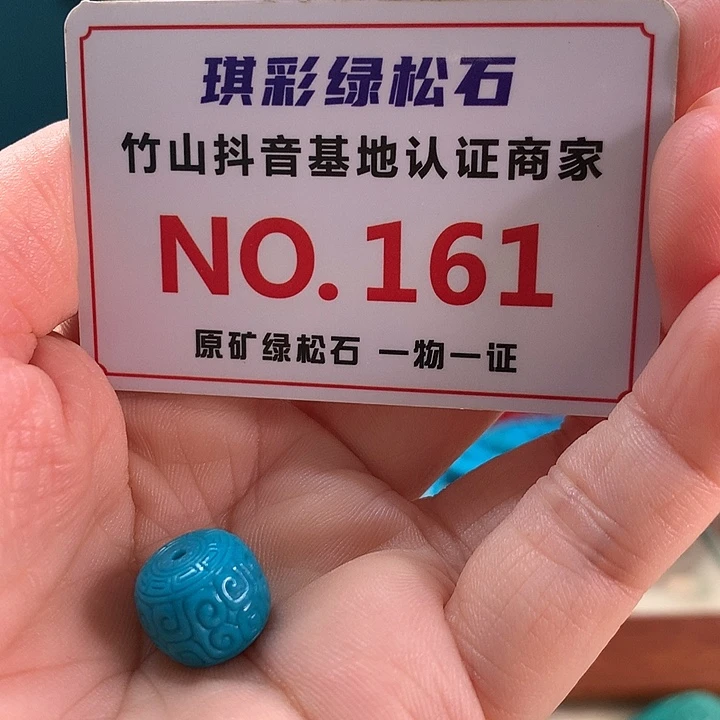 琪彩绿松石
竹山抖音基地认证商家
NO. 161
原矿绿松石 一物一证